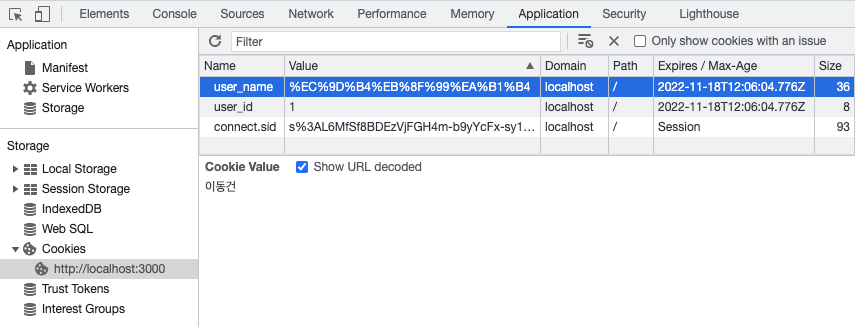 Elements Console Sources Network Performance Memory Application Security Lighthouse
Application
Manifest
Service Workers
Storage
Storage
Local Storage
Session Storage
IndexedDB
Web SQL
Cookies
http://localhost:3000
Trust Tokens
Interest Groups
Filter Only show cookies with an issue
Name Value Domain Path Expires / Max-Age Size
user_name %EC%9D%B4%EB%8F%99%EA%B1%B4 localhost / 2022-11-18T12:06:04.776Z 36
user_id 1 localhost / 2022-11-18T12:06:04.776Z 8
connect.sid s%3AL6MfSf8BDEzVjFGH4m-b9yYcFx-sy1... localhost / Session 93
Cookie Value Show URL decoded
이동건